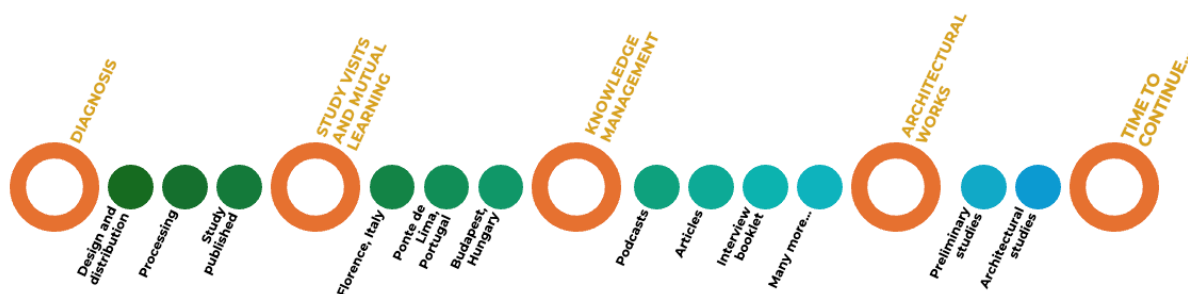 DIAGNOSIS
Design and
distribution
Processing
Study
published
STUDY VISITS
AND MUTUAL
LEARNING
Florence, Italy
Ponte de
Lima,
Portugal
Budapest,
Hungary
KNOWLEDGE
MANAGEMENT
Podcasts
Articles
Interview
booklet
Many more...
ARCHITECTURAL
WORKS
Preliminary
studies
Architectural
studies
TIME TO
CONTINUE...